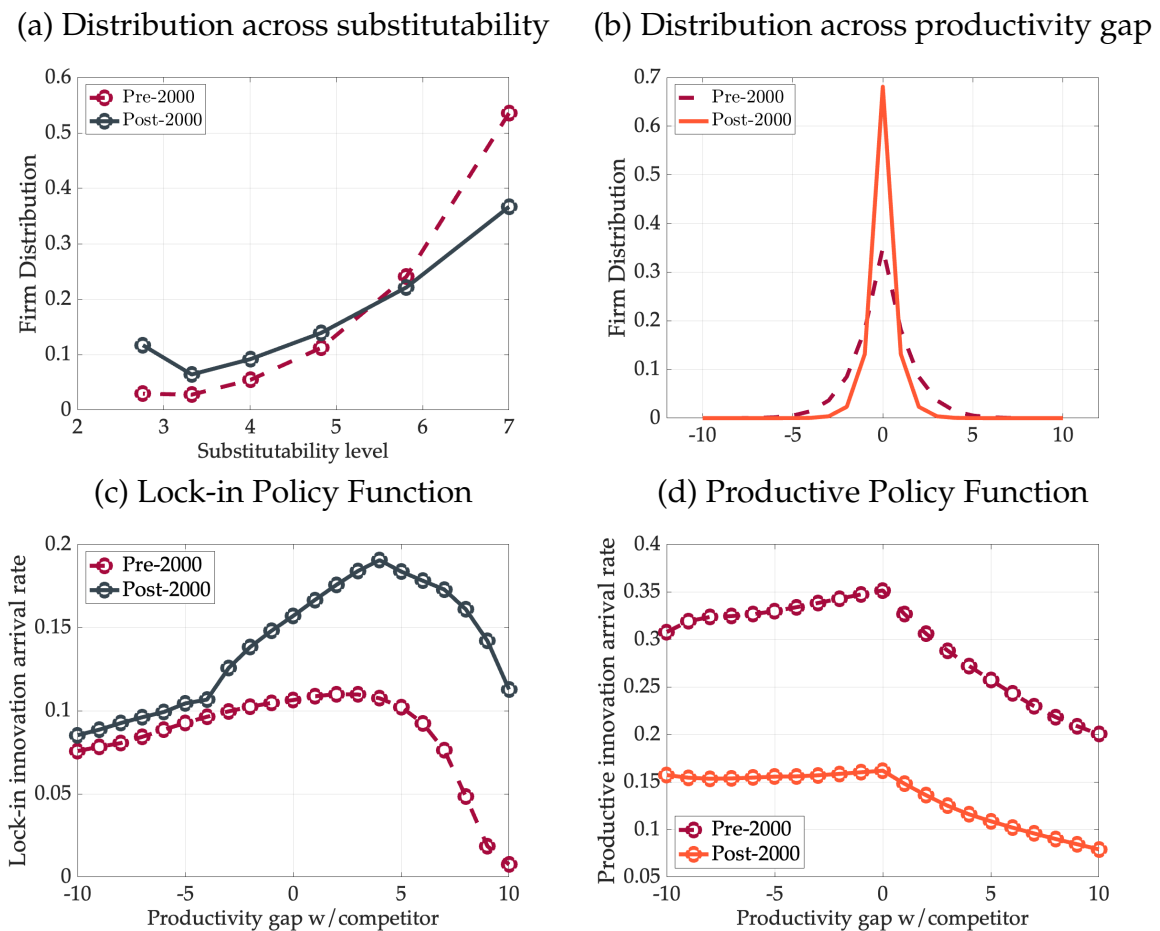 (a) Distribution across substitutability
0.6
0.5
0.4
0.3
0.2
0.1
0
Firm Distribution
Pre-2000
Post-2000
2 3 4 5 6 7
Substitutability level
(b) Distribution across productivity gap
0.7
0.6
0.5
0.4
0.3
0.2
0.1
0
Firm Distribution
Pre-2000
Post-2000
-10 -5 0 5 10
(c) Lock-in Policy Function
0.2
0.15
0.1
0.05
0
Lock-in innovation arrival rate
Pre-2000
Post-2000
-10 -5 0 5 10
Productivity gap w/competitor
(d) Productive Policy Function
0.4
0.35
0.3
0.25
0.2
0.15
0.1
0.05
Productive innovation arrival rate
Pre-2000
Post-2000
-10 -5 0 5 10
Productivity gap w/competitor